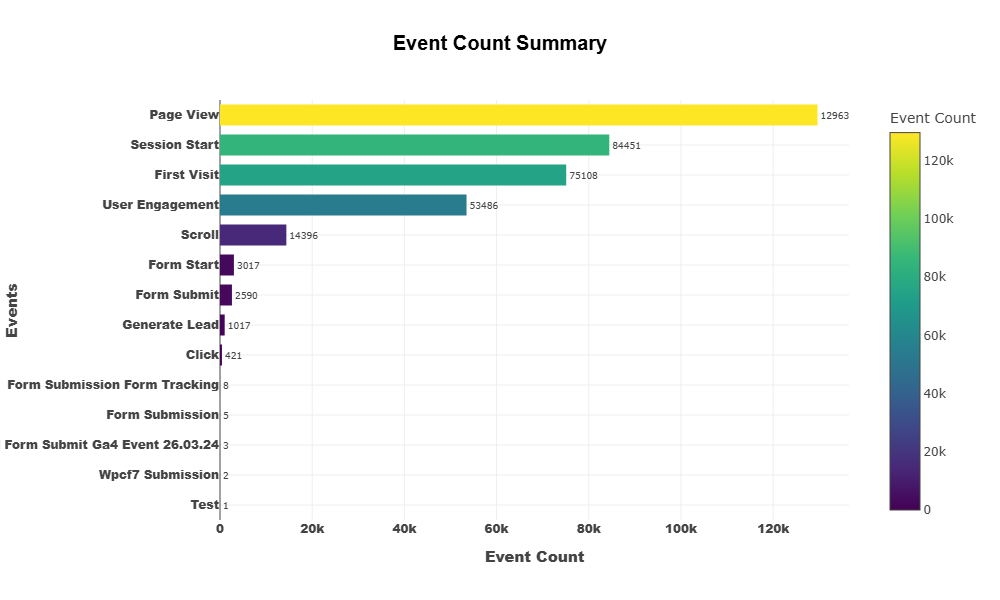 Event Count Summary
Page View 12963
Session Start 84451
First Visit 75108
User Engagement 53486
Scroll 14396
Form Start 3017
Form Submit 2590
Generate Lead 1017
Click 421
Form Submission Form Tracking 8
Form Submission 5
Form Submit Ga4 Event 26.03.24 3
Wpcf7 Submission 2
Test 1
0 20k 40k 60k 80k 100k 120k
Event Count
Events
Event Count
120k
100k
80k
60k
40k
20k
0